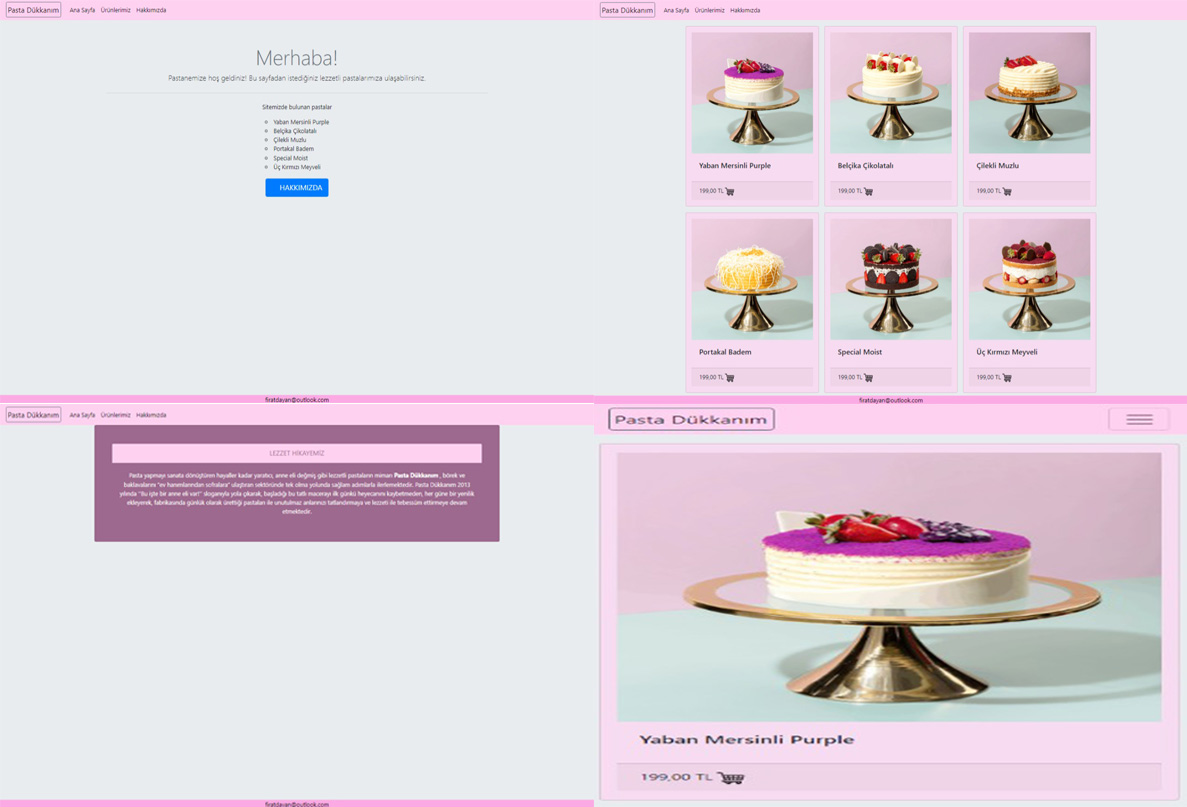 Pasta Dükkanım Ana Sayfa Ürünlerimiz Hakkımızda
Merhaba!
Pastanemize hoş geldiniz! Bu sayfadan istediğiniz lezzetli pastalarımıza ulaşabilirsiniz.
Sitemizde bulunan pastalar
Yaban Mersinli Purple
Belçika Çikolatalı
Çilekli Muzlu
Portakal Badem
Special Moist
Üç Kırmızı Meyveli
HAKKIMIZDA
firatdayan@outlook.com
Pasta Dükkanım Ana Sayfa Ürünlerimiz Hakkımızda
Yaban Mersinli Purple
199,00 TL
Belçika Çikolatalı
199,00 TL
Çilekli Muzlu
199,00 TL
Portakal Badem
199,00 TL
Special Moist
199,00 TL
Üç Kırmızı Meyveli
199,00 TL
firatdayan@outlook.com
Pasta Dükkanım Ana Sayfa Ürünlerimiz Hakkımızda
LEZZET HİKAYEMİZ
Pasta yapmayı sanata dönüştüren hayaller kadar yaratıcı, anne eli değmiş gibi lezzetli pastaların mimarı Pasta Dükkanım , börek ve
baklavalarını "ev hanımlarından sofralara" ulaştıran sektöründe tek olma yolunda sağlam adımlarla ilerlemektedir. Pasta Dükkanım 2013
yılında "Bu işte bir anne eli var!" sloganıyla yola çıkarak, başladığı bu tatlı macerayı ilk günkü heyecanını kaybetmeden, her güne bir yenilik
ekleyerek, fabrikasında günlük olarak ürettiği pastaları ile unutulmaz anlarınızı tatlandırmaya ve lezzeti ile tebessüm ettirmeye devam
etmektedir.
firatdayan@outlook.com
Pasta Dükkanım
Yaban Mersinli Purple
199,00 TL